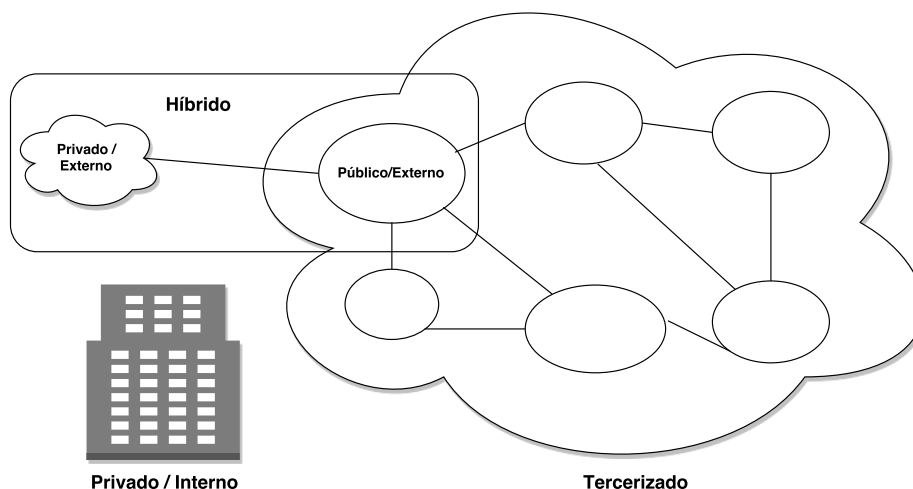 Híbrido
Privado /
Externo
Público/Externo
Privado / Interno
Tercerizado